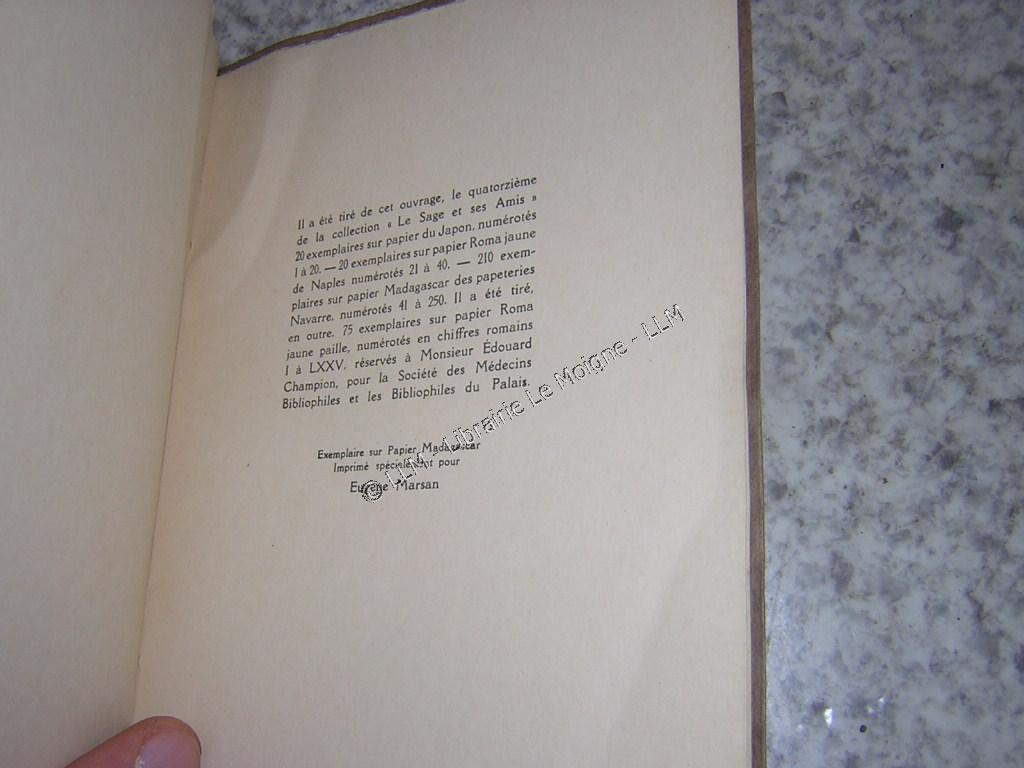 Il a été tiré de cet ouvrage, le quatorzième
de la collection « Le Sage et ses Amis »
20 exemplaires sur papier du Japon, numérotés
1 à 20. — 20 exemplaires sur papier Roma jaune
de Naples numérotés 21 à 40. — 210 exem-
plaires sur papier Madagascar des papeteries
Navarre, numérotés 41 à 250. Il a été tiré,
en outre, 75 exemplaires sur papier Roma
jaune paille, numérotés en chiffres romains
I à LXXV, réservés à Monsieur Édouard
Champion, pour la Société des Médecins
Bibliophiles et les Bibliophiles du Palais.
Exemplaire sur Papier Madagascar
Imprimé spécialement pour
Eugène Marsan
© LLM - Librairie Le Moigne - LLM